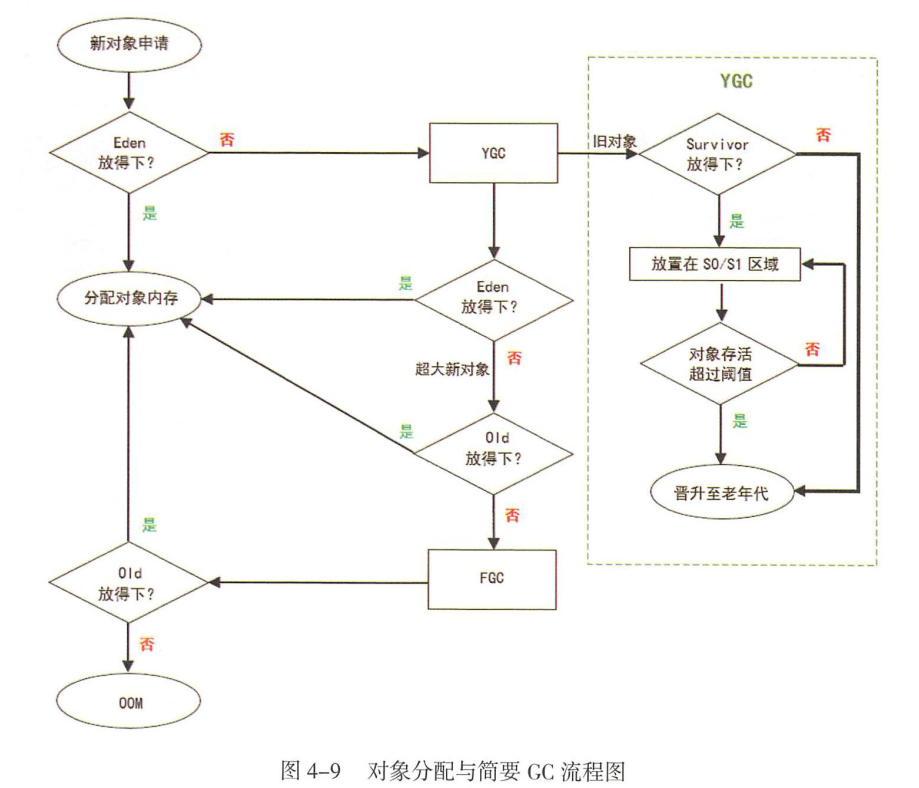 新对象申请
Eden
放得下？
否
YGC
旧对象
YGC
Survivor
放得下？
否
是
是
放置在 S0/S1 区域
分配对象内存
是
Eden
放得下？
对象存活
超过阈值
否
超大新对象
否
是
是
Old
放得下？
晋升至老年代
否
是
Old
放得下？
FGC
否
OOM
图 4-9 对象分配与简要 GC 流程图